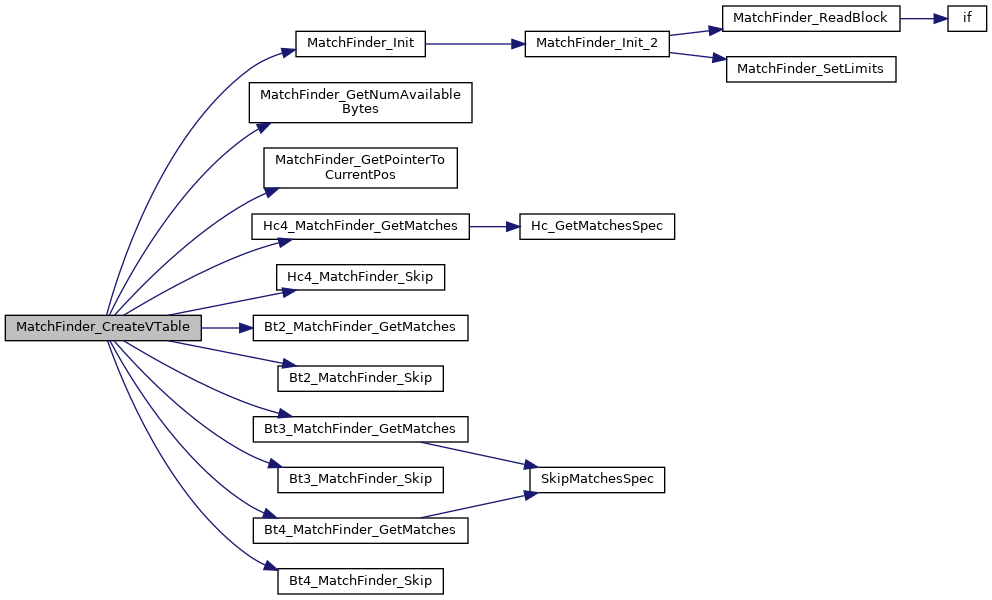 MatchFinder_ReadBlock
if
MatchFinder_Init
MatchFinder_Init_2
MatchFinder_SetLimits
MatchFinder_GetNumAvailable
Bytes
MatchFinder_GetPointerTo
CurrentPos
Hc4_MatchFinder_GetMatches
Hc_GetMatchesSpec
Hc4_MatchFinder_Skip
MatchFinder_CreateVTable
Bt2_MatchFinder_GetMatches
Bt2_MatchFinder_Skip
Bt3_MatchFinder_GetMatches
Bt3_MatchFinder_Skip
SkipMatchesSpec
Bt4_MatchFinder_GetMatches
Bt4_MatchFinder_Skip